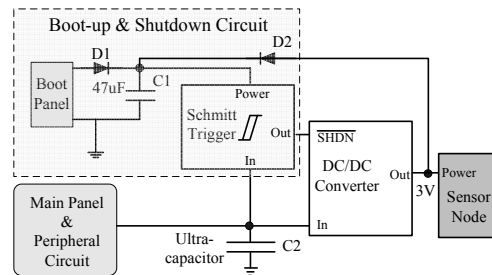 Boot-up & Shutdown Circuit
D1
D2
Boot
Panel
47uF
C1
Power
Schmitt
Trigger
Out
In
SHDN
DC/DC
Converter
Out
In
3V
Power
Sensor
Node
Main Panel
&
Peripheral
Circuit
Ultra-
capacitor
C2